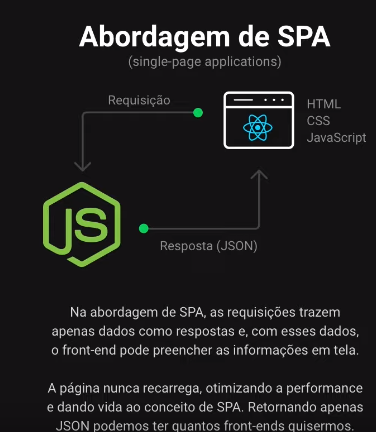 Abordagem de SPA
(single-page applications)
Requisição
HTML
CSS
JavaScript
JS
Resposta (JSON)
Na abordagem de SPA, as requisições trazem
apenas dados como respostas e, com esses dados,
o front-end pode preencher as informações em tela.
A página nunca recarrega, otimizando a performance
e dando vida ao conceito de SPA. Retornando apenas
JSON podemos ter quantos front-ends quisermos.